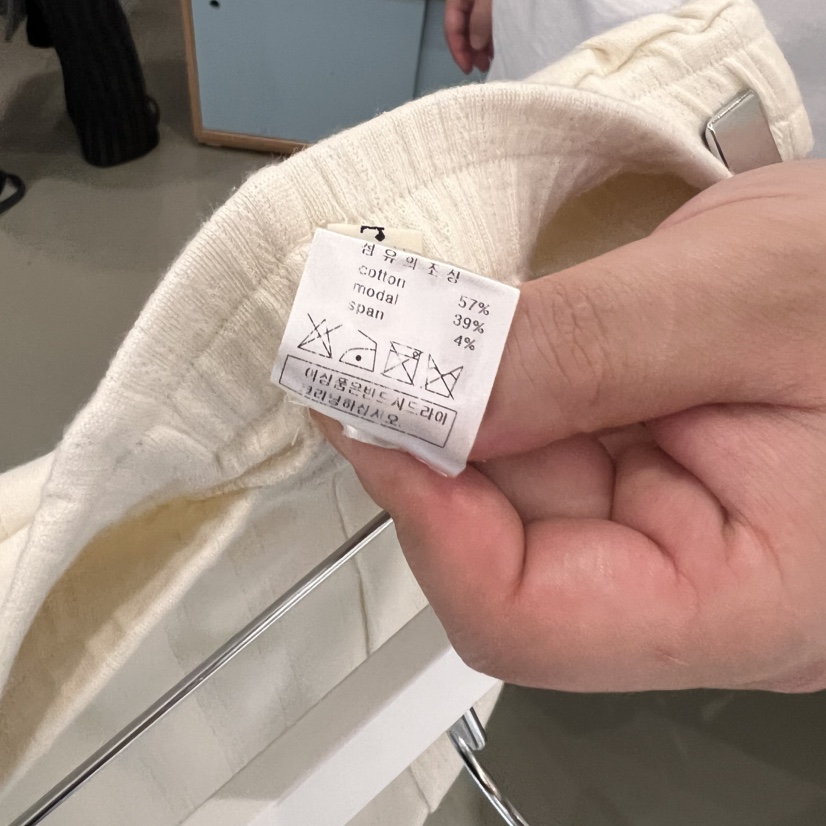 섬유의조성
cotton 57%
modal 39%
span 4%
이상품은반드시드라이
크리닝하십시오.